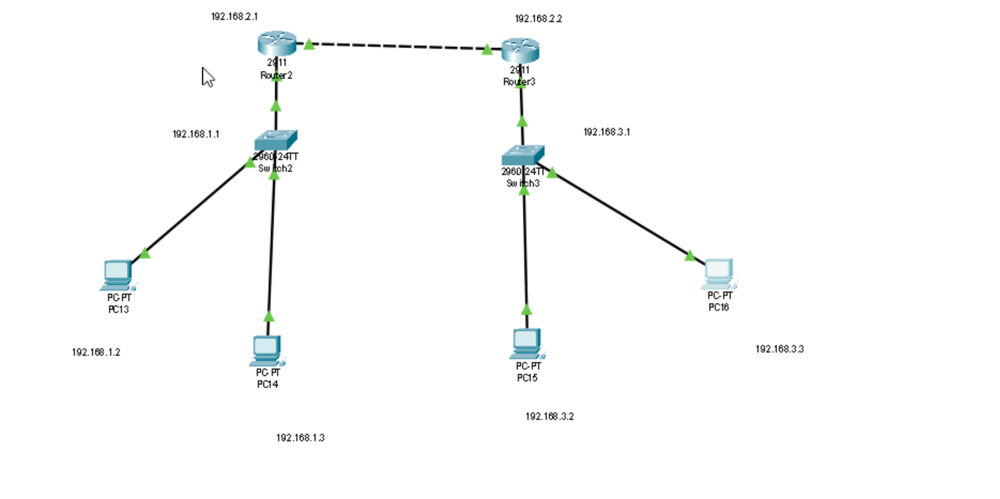 192.168.2.1
192.168.2.2
2911
Router2
2911
Router3
192.168.1.1
192.168.3.1
2960-24TT
Switch2
2960-24TT
Switch3
PC-PT
PC13
PC-PT
PC16
192.168.1.2
192.168.3.3
PC-PT
PC14
PC-PT
PC15
192.168.3.2
192.168.1.3